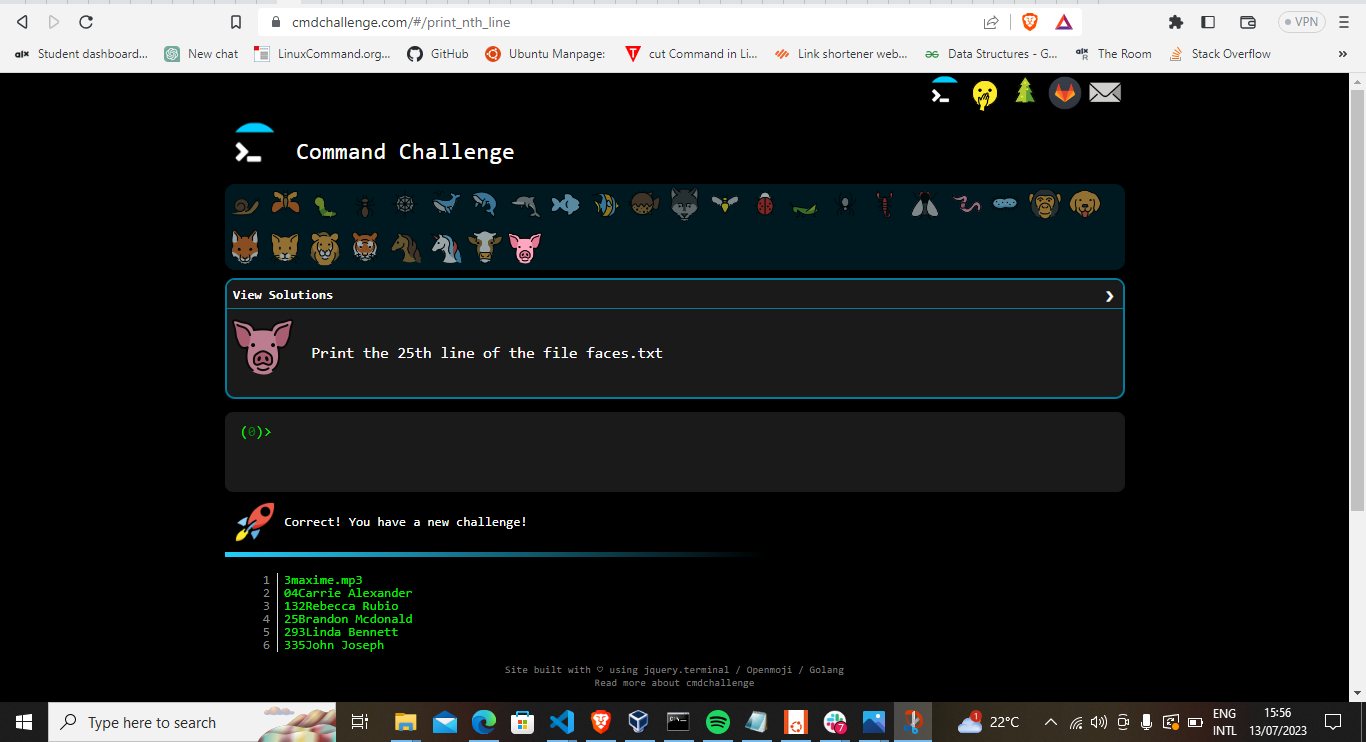 cmdchallenge.com/#/print_nth_line
VPN
alx Student dashboard...
New chat
LinuxCommand.org...
GitHub
Ubuntu Manpage:
cut Command in Li...
Link shortener web...
Data Structures - G...
The Room
Stack Overflow
»
Command Challenge
View Solutions
Print the 25th line of the file faces.txt
(0)>
Correct! You have a new challenge!
1 3maxime.mp3
2 04Carrie Alexander
3 132Rebecca Rubio
4 25Brandon Mcdonald
5 293Linda Bennett
6 335John Joseph
Site built with ♡ using jquery.terminal / Openmoji / Golang
Read more about cmdchallenge
Type here to search
7
1
22°C
ENG
INTL
15:56
13/07/2023